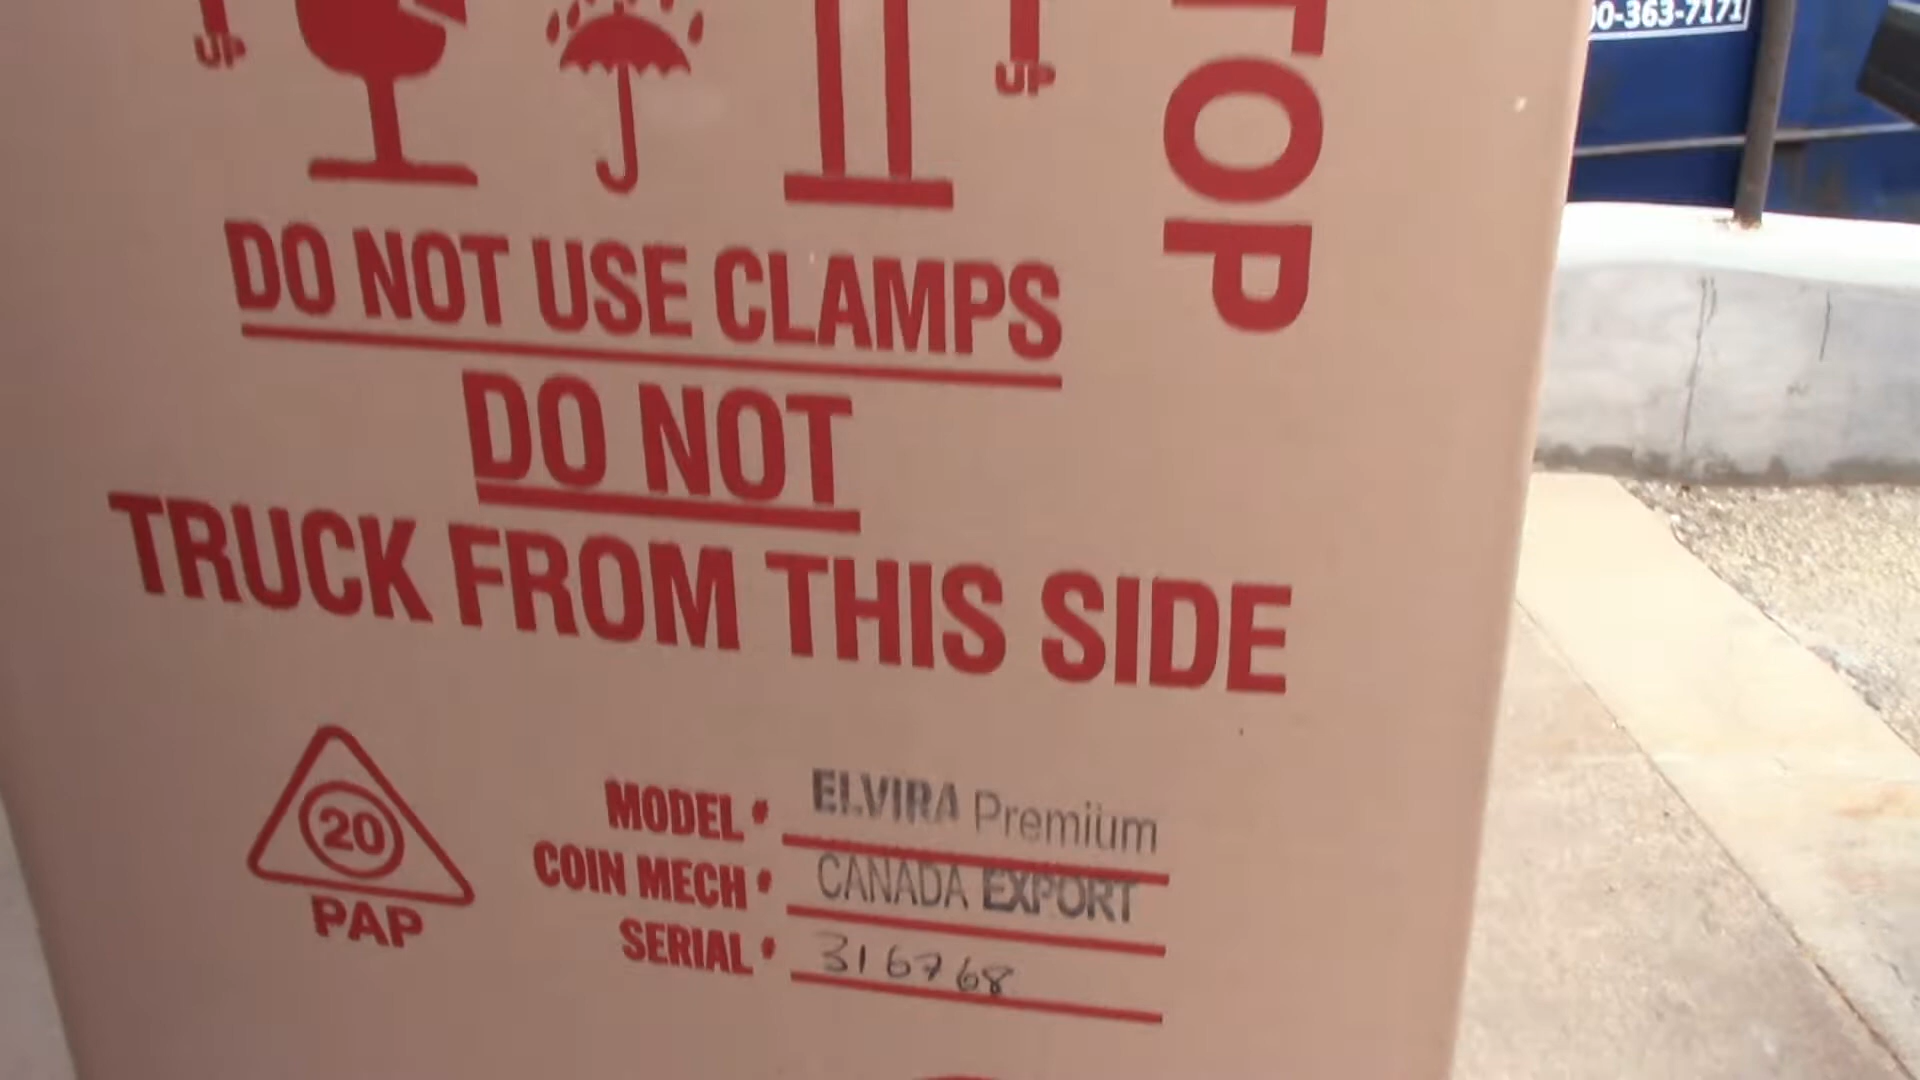 UP
UP
TOP
00-363-7171
DO NOT USE CLAMPS
DO NOT
TRUCK FROM THIS SIDE
20
PAP
MODEL # ELVIRA Premium
COIN MECH # CANADA EXPORT
SERIAL # 316768